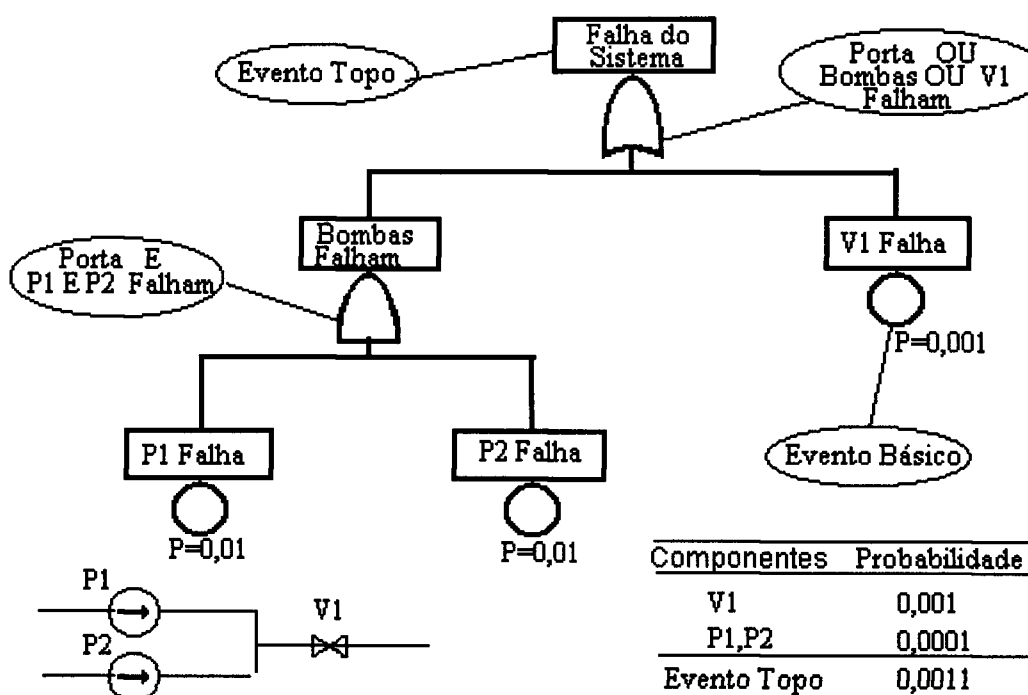 Falha do
Sistema
Evento Topo
Porta OU
Bombas OU V1
Falham
Bombas
Falham
V1 Falha
Porta E
P1 E P2 Falham
P=0,001
P1 Falha
P2 Falha
Evento Básico
P=0,01
P=0,01
Componentes Probabilidade
V1 0,001
P1,P2 0,0001
Evento Topo 0,0011
P1
V1
P2